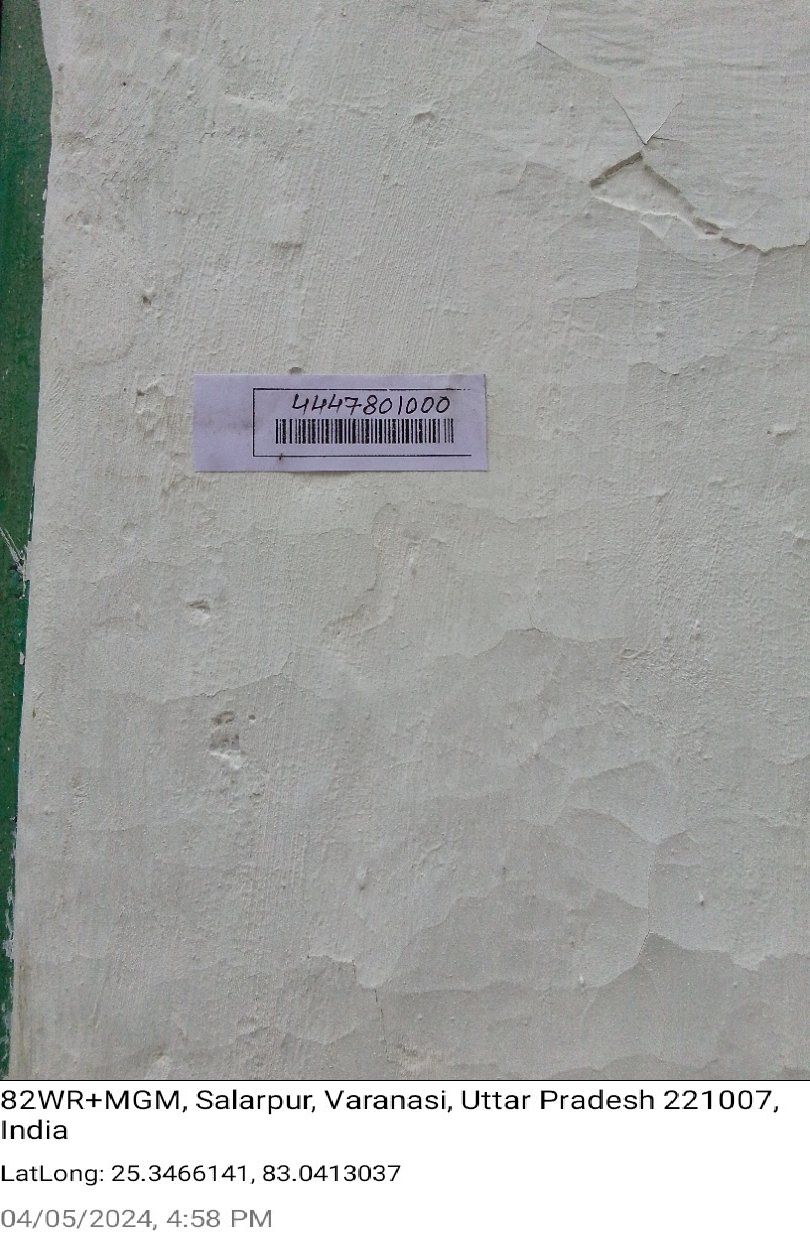 4447801000
82WR+MGM, Salarpur, Varanasi, Uttar Pradesh 221007,
India
LatLong: 25.3466141, 83.0413037
04/05/2024, 4:58 PM